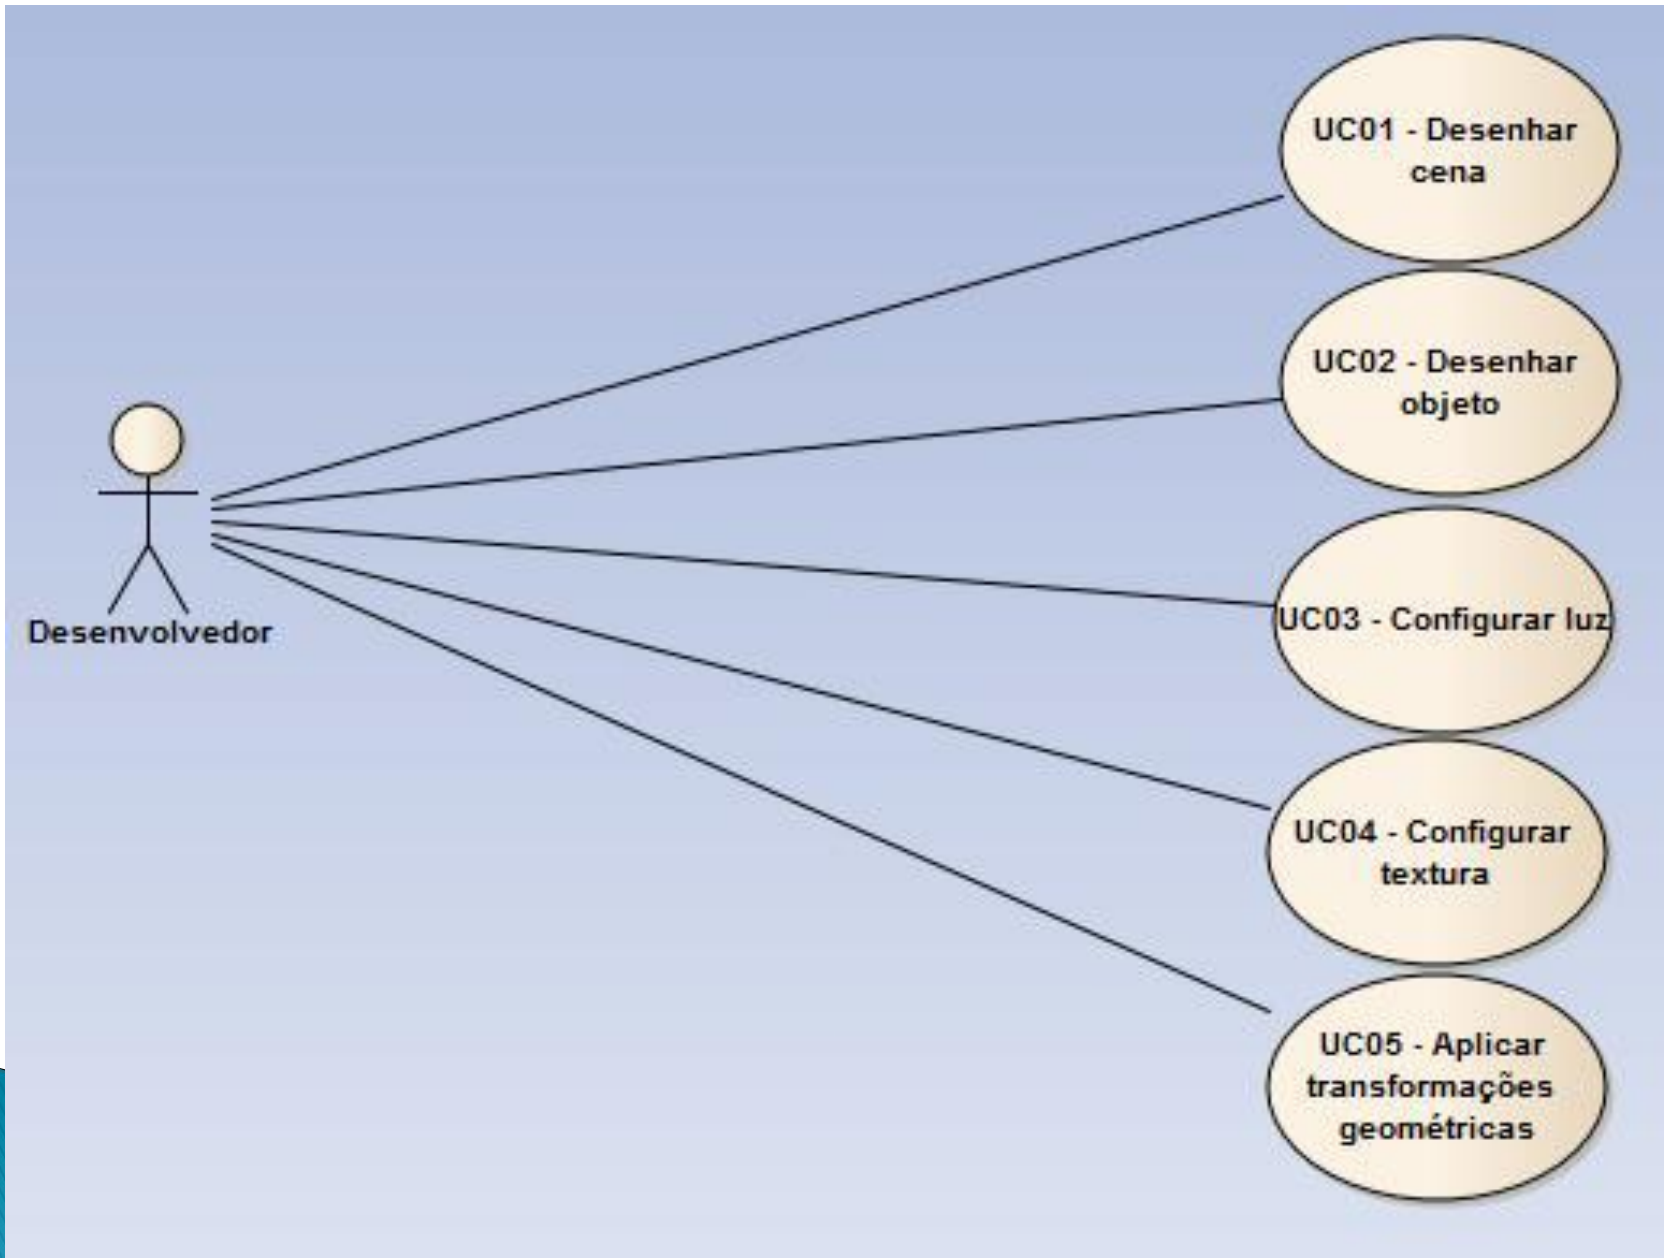 UC01 - Desenhar
cena
UC02 - Desenhar
objeto
Desenvolvedor
UC03 - Configurar luz
UC04 - Configurar
textura
UC05 - Aplicar
transformações
geométricas